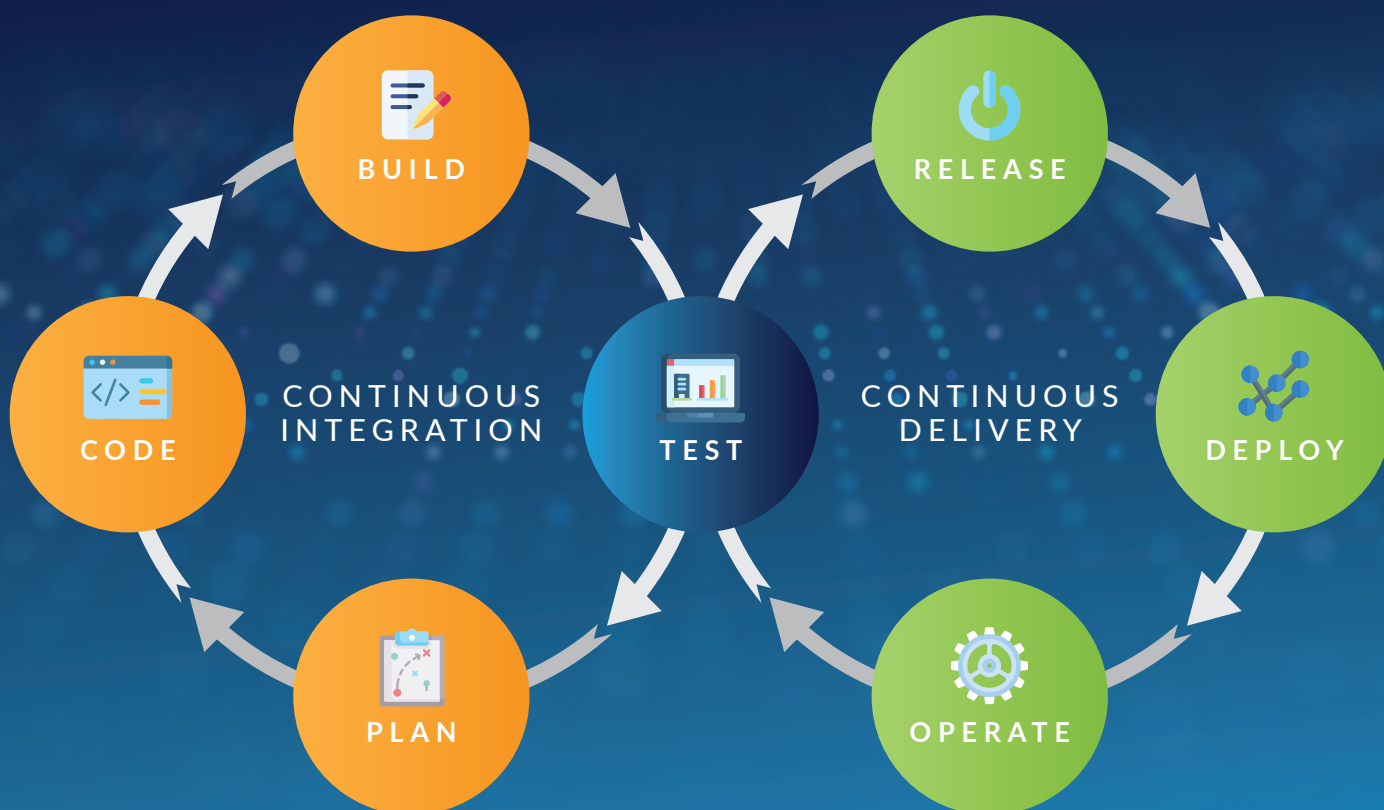 BUILD
RELEASE
CODE
CONTINUOUS
INTEGRATION
TEST
CONTINUOUS
DELIVERY
DEPLOY
PLAN
OPERATE